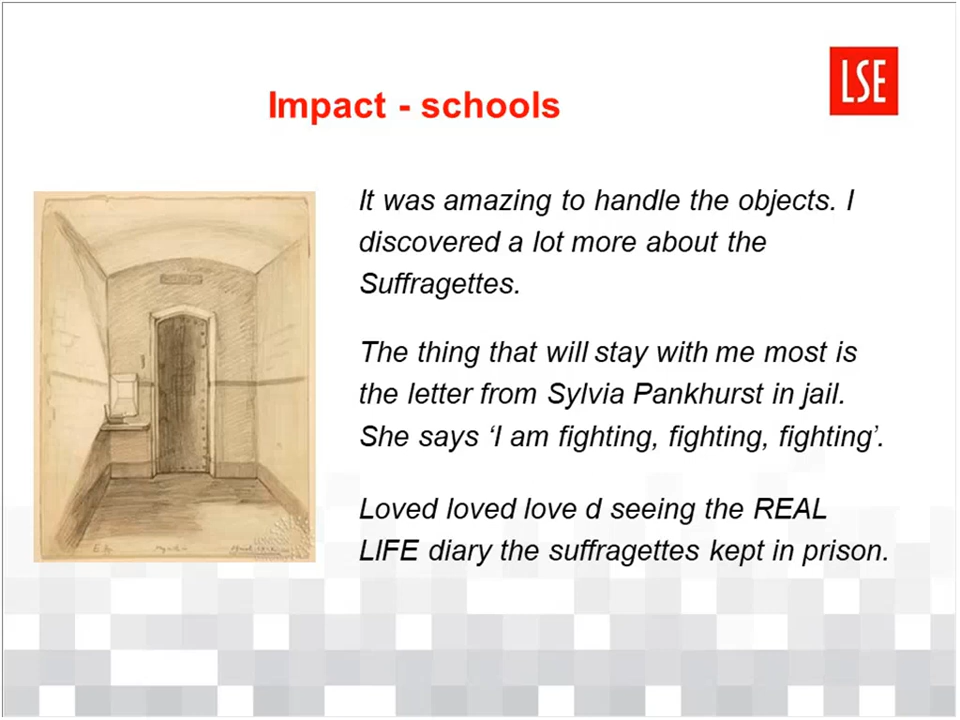 Impact - schools
LSE
It was amazing to handle the objects. I
discovered a lot more about the
Suffragettes.
The thing that will stay with me most is
the letter from Sylvia Pankhurst in jail.
She says ‘I am fighting, fighting, fighting’.
Loved loved love d seeing the REAL
LIFE diary the suffragettes kept in prison.